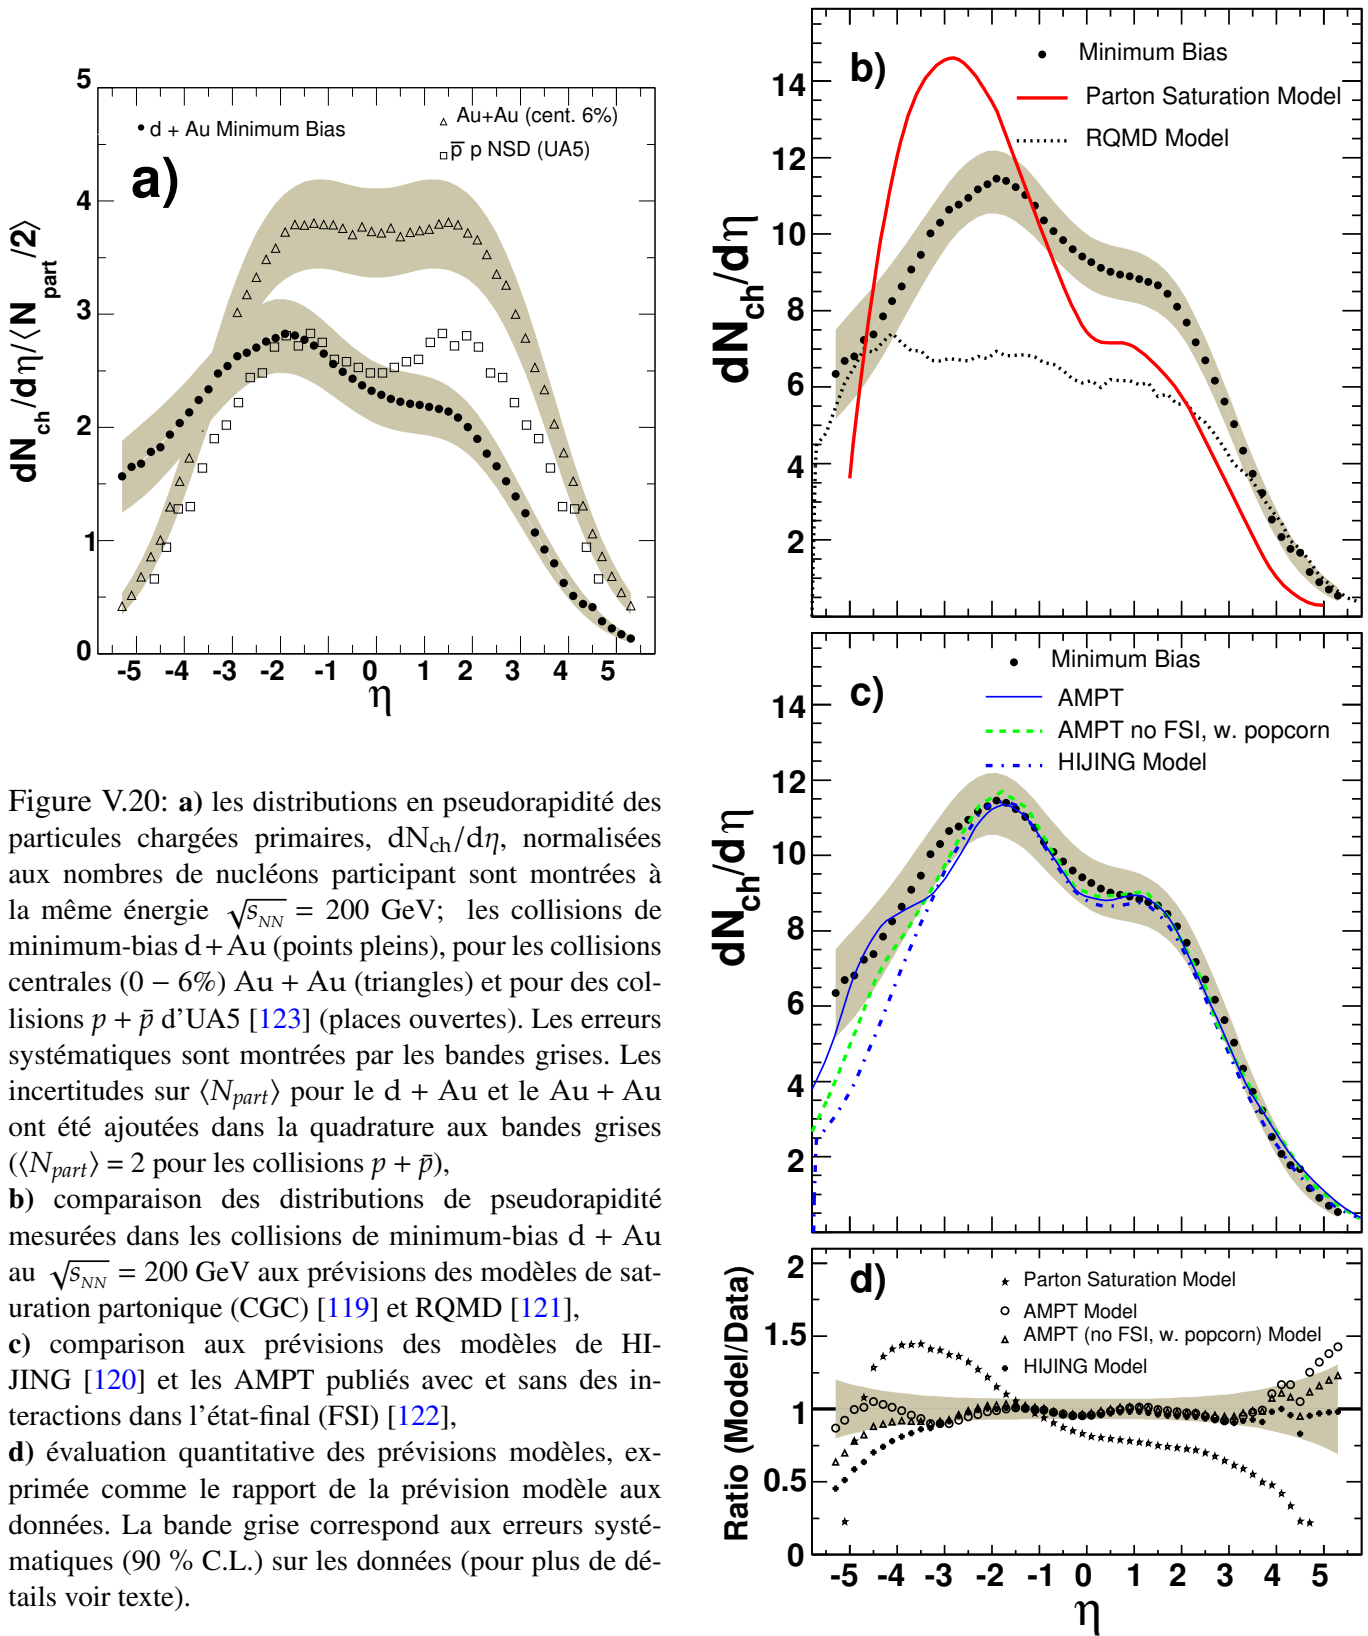 5
4
3
2
1
0
dN_ch/dη/⟨N_part/2⟩
a)
d + Au Minimum Bias
Au+Au (cent. 6%)
p̅ p NSD (UA5)
-5 -4 -3 -2 -1 0 1 2 3 4 5
η
Figure V.20: a) les distributions en pseudorapidité des
particules chargées primaires, dN_ch/dη, normalisées
aux nombres de nucléons participant sont montrées à
la même énergie √s_NN = 200 GeV; les collisions de
minimum-bias d+Au (points pleins), pour les collisions
centrales (0 − 6%) Au + Au (triangles) et pour des col-
lisions p + p̄ d'UA5 [123] (places ouvertes). Les erreurs
systématiques sont montrées par les bandes grises. Les
incertitudes sur ⟨N_part⟩ pour le d + Au et le Au + Au
ont été ajoutées dans la quadrature aux bandes grises
(⟨N_part⟩ = 2 pour les collisions p + p̄),
b) comparaison des distributions de pseudorapidité
mesurées dans les collisions de minimum-bias d + Au
au √s_NN = 200 GeV aux prévisions des modèles de sat-
uration partonique (CGC) [119] et RQMD [121],
c) comparison aux prévisions des modèles de HI-
JING [120] et les AMPT publiés avec et sans des in-
teractions dans l'état-final (FSI) [122],
d) évaluation quantitative des prévisions modèles, ex-
primée comme le rapport de la prévision modèle aux
données. La bande grise correspond aux erreurs systé-
matiques (90 % C.L.) sur les données (pour plus de dé-
tails voir texte).
b)
Minimum Bias
Parton Saturation Model
RQMD Model
14
12
10
8
6
4
2
dN_ch/dη
c)
Minimum Bias
AMPT
AMPT no FSI, w. popcorn
HIJING Model
14
12
10
8
6
4
2
dN_ch/dη
d)
Parton Saturation Model
AMPT Model
AMPT (no FSI, w. popcorn) Model
HIJING Model
2
1.5
1
0.5
0
Ratio (Model/Data)
-5 -4 -3 -2 -1 0 1 2 3 4 5
η